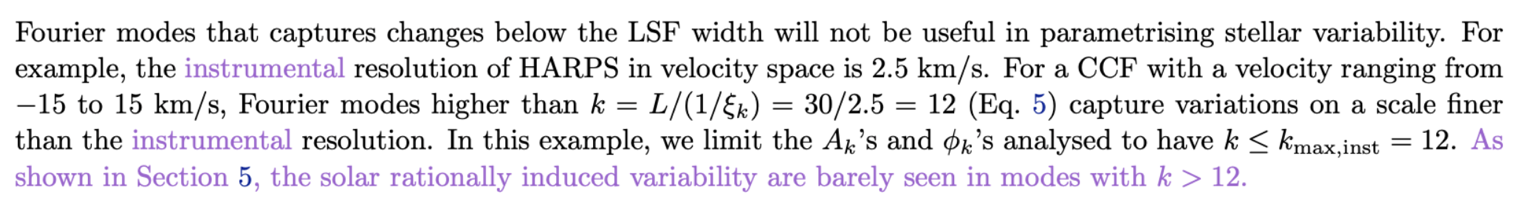 Fourier modes that captures changes below the LSF width will not be useful in parametrising stellar variability. For
example, the instrumental resolution of HARPS in velocity space is 2.5 km/s. For a CCF with a velocity ranging from
−15 to 15 km/s, Fourier modes higher than k = L/(1/ξₖ) = 30/2.5 = 12 (Eq. 5) capture variations on a scale finer
than the instrumental resolution. In this example, we limit the Aₖ's and ϕₖ's analysed to have k ≤ kmax,inst = 12. As
shown in Section 5, the solar rationally induced variability are barely seen in modes with k > 12.